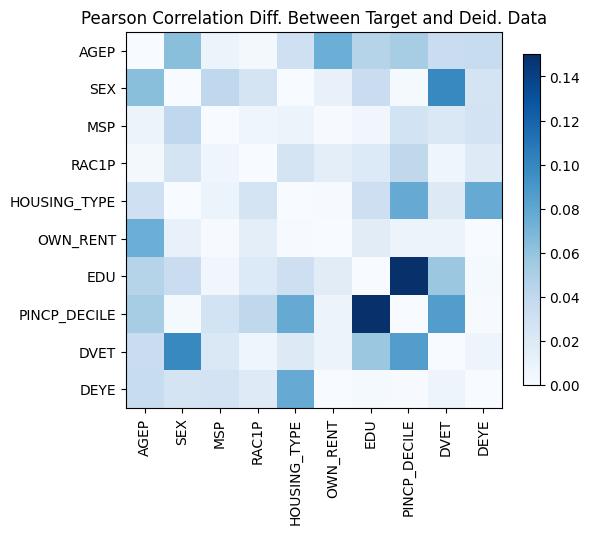 Pearson Correlation Diff. Between Target and Deid. Data
AGEP
SEX
MSP
RAC1P
HOUSING_TYPE
OWN_RENT
EDU
PINCP_DECILE
DVET
DEYE
AGEP
SEX
MSP
RAC1P
HOUSING_TYPE
OWN_RENT
EDU
PINCP_DECILE
DVET
DEYE
0.14
0.12
0.10
0.08
0.06
0.04
0.02
0.00